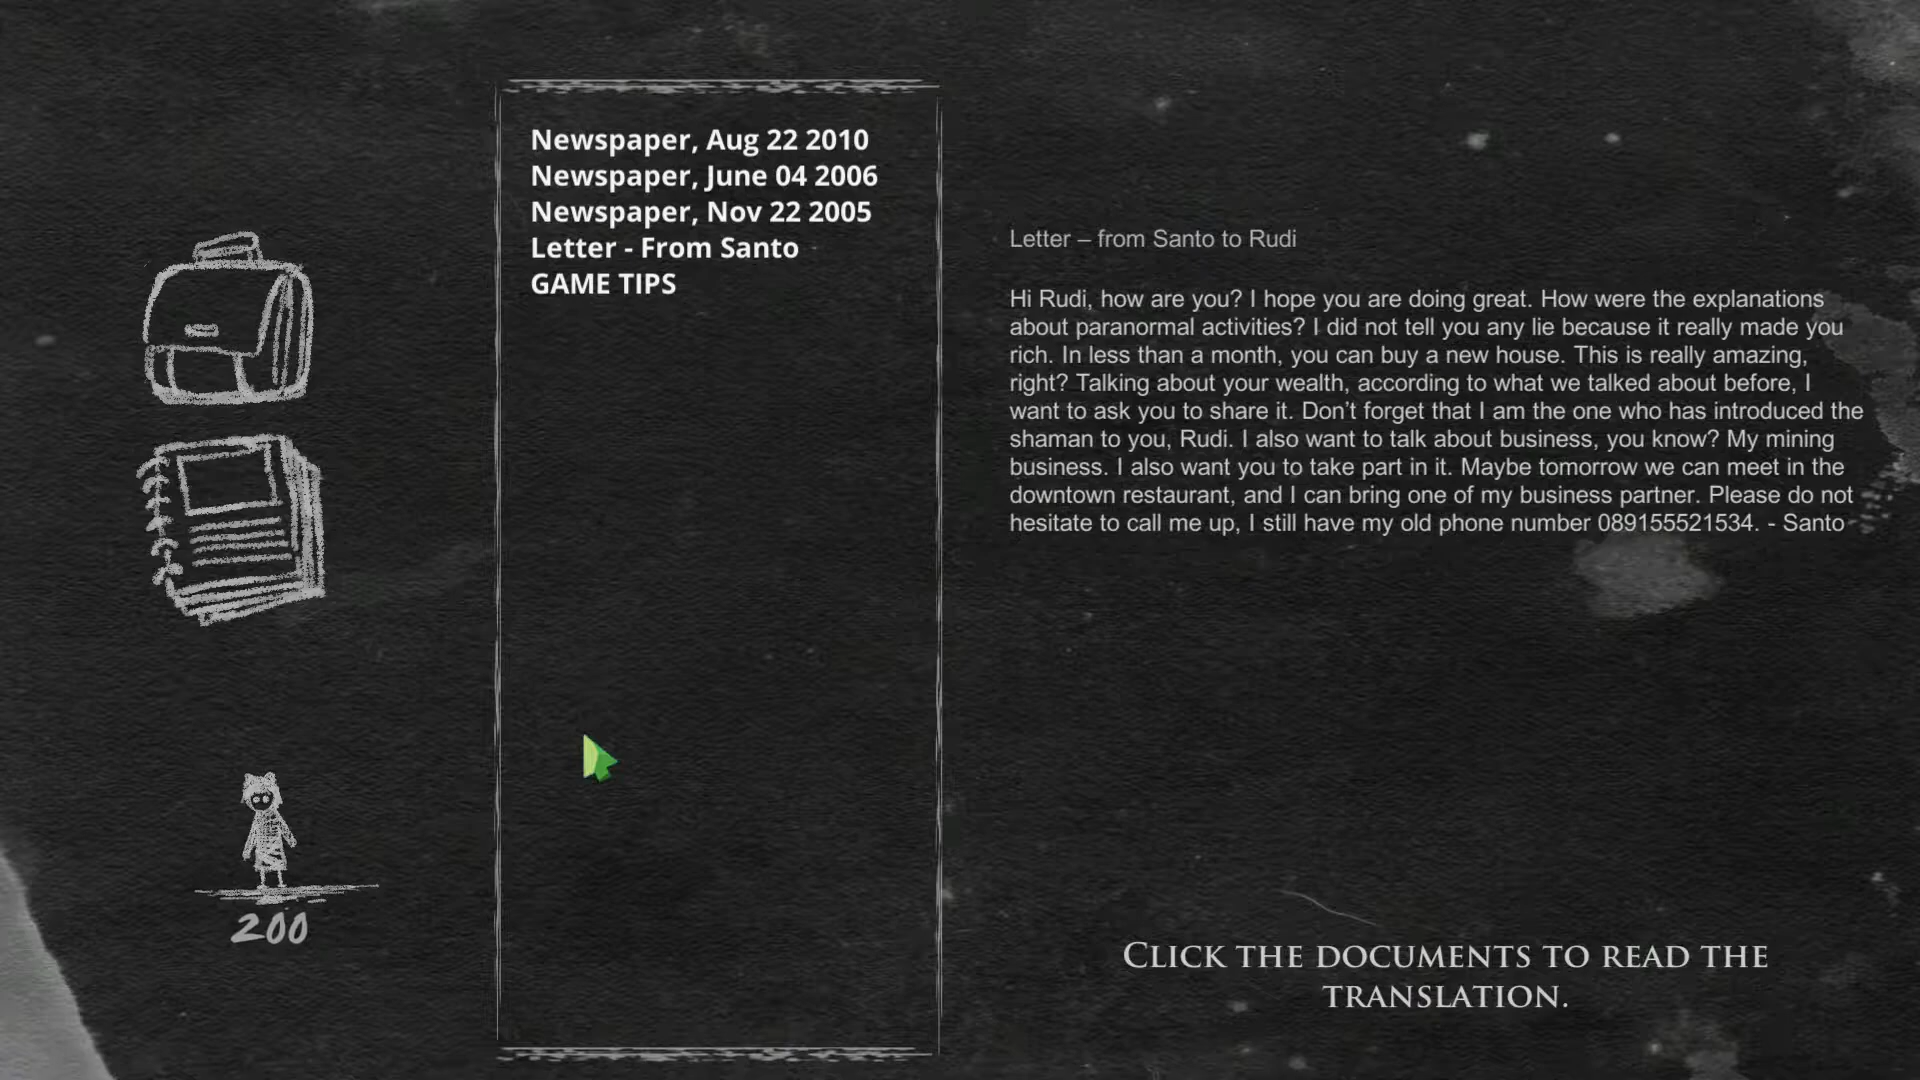 Newspaper, Aug 22 2010
Newspaper, June 04 2006
Newspaper, Nov 22 2005
Letter - From Santo
GAME TIPS
200
Letter – from Santo to Rudi
Hi Rudi, how are you? I hope you are doing great. How were the explanations
about paranormal activities? I did not tell you any lie because it really made you
rich. In less than a month, you can buy a new house. This is really amazing,
right? Talking about your wealth, according to what we talked about before, I
want to ask you to share it. Don't forget that I am the one who has introduced the
shaman to you, Rudi. I also want to talk about business, you know? My mining
business. I also want you to take part in it. Maybe tomorrow we can meet in the
downtown restaurant, and I can bring one of my business partner. Please do not
hesitate to call me up, I still have my old phone number 089155521534. - Santo
CLICK THE DOCUMENTS TO READ THE
TRANSLATION.